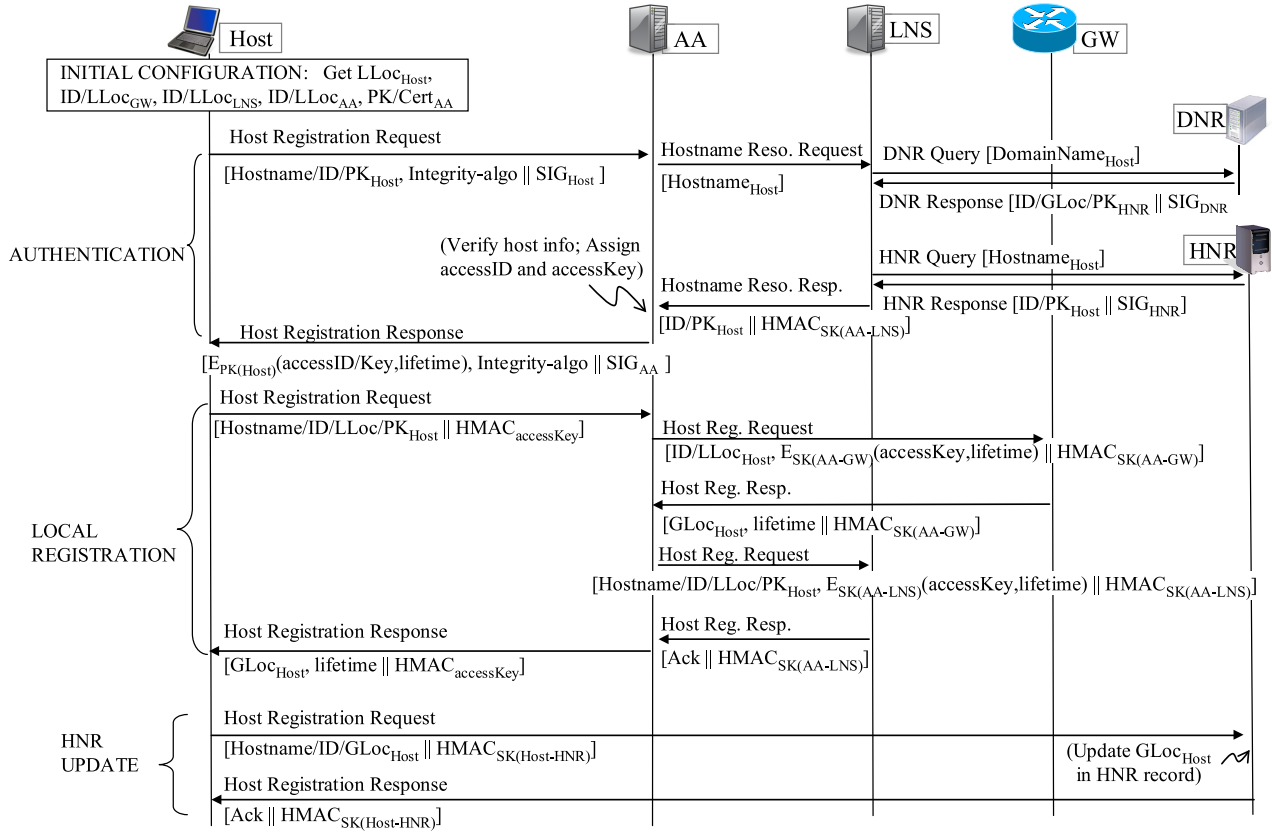 Host
AA
LNS
GW
INITIAL CONFIGURATION: Get LLocHost,
ID/LLocGW, ID/LLocLNS, ID/LLocAA, PK/CertAA
DNR
Host Registration Request
Hostname Reso. Request
DNR Query [DomainNameHost]
[Hostname/ID/PKHost, Integrity-algo || SIGHost ]
[HostnameHost]
DNR Response [ID/GLoc/PKHNR || SIGDNR
AUTHENTICATION
(Verify host info; Assign
accessID and accessKey)
HNR
HNR Query [HostnameHost]
Hostname Reso. Resp.
HNR Response [ID/PKHost || SIGHNR]
[ID/PKHost || HMACSK(AA-LNS)]
Host Registration Response
[EPK(Host)(accessID/Key,lifetime), Integrity-algo || SIGAA ]
Host Registration Request
[Hostname/ID/LLoc/PKHost || HMACaccessKey]
Host Reg. Request
[ID/LLocHost, ESK(AA-GW)(accessKey,lifetime) || HMACSK(AA-GW)]
Host Reg. Resp.
[GLocHost, lifetime || HMACSK(AA-GW)]
LOCAL
REGISTRATION
Host Reg. Request
[Hostname/ID/LLoc/PKHost, ESK(AA-LNS)(accessKey,lifetime) || HMACSK(AA-LNS)]
Host Reg. Resp.
[Ack || HMACSK(AA-LNS)]
Host Registration Response
[GLocHost, lifetime || HMACaccessKey]
HNR
UPDATE
Host Registration Request
[Hostname/ID/GLocHost || HMACSK(Host-HNR)]
(Update GLocHost
in HNR record)
Host Registration Response
[Ack || HMACSK(Host-HNR)]